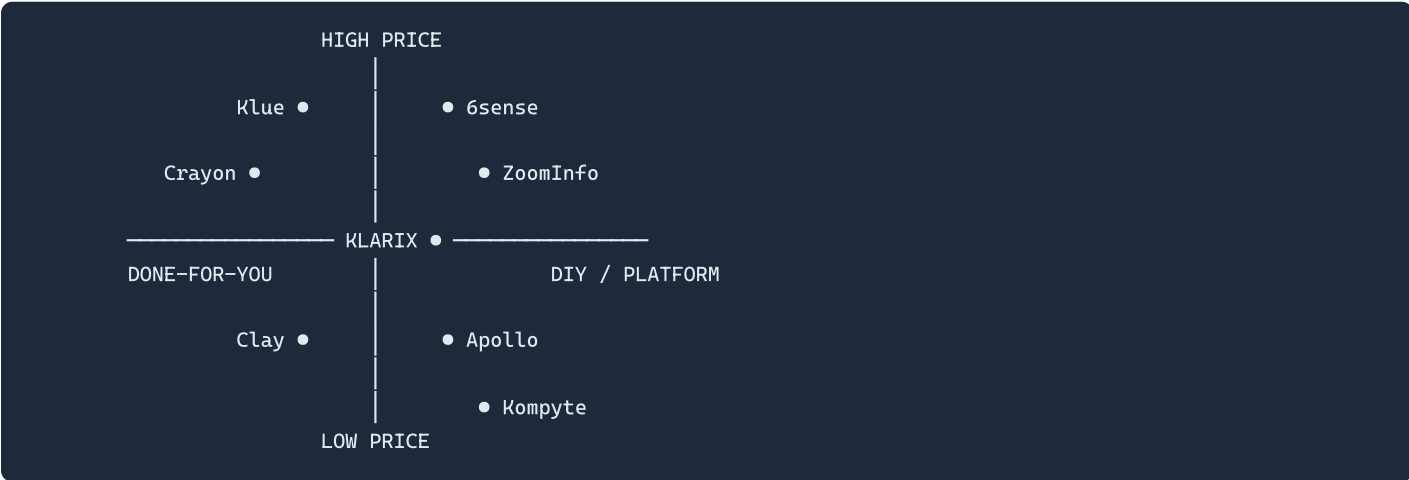 HIGH PRICE
Klue ● ● 6sense
Crayon ● ● ZoomInfo
KLARIX ●
DONE-FOR-YOU DIY / PLATFORM
Clay ● ● Apollo
● Kompyte
LOW PRICE